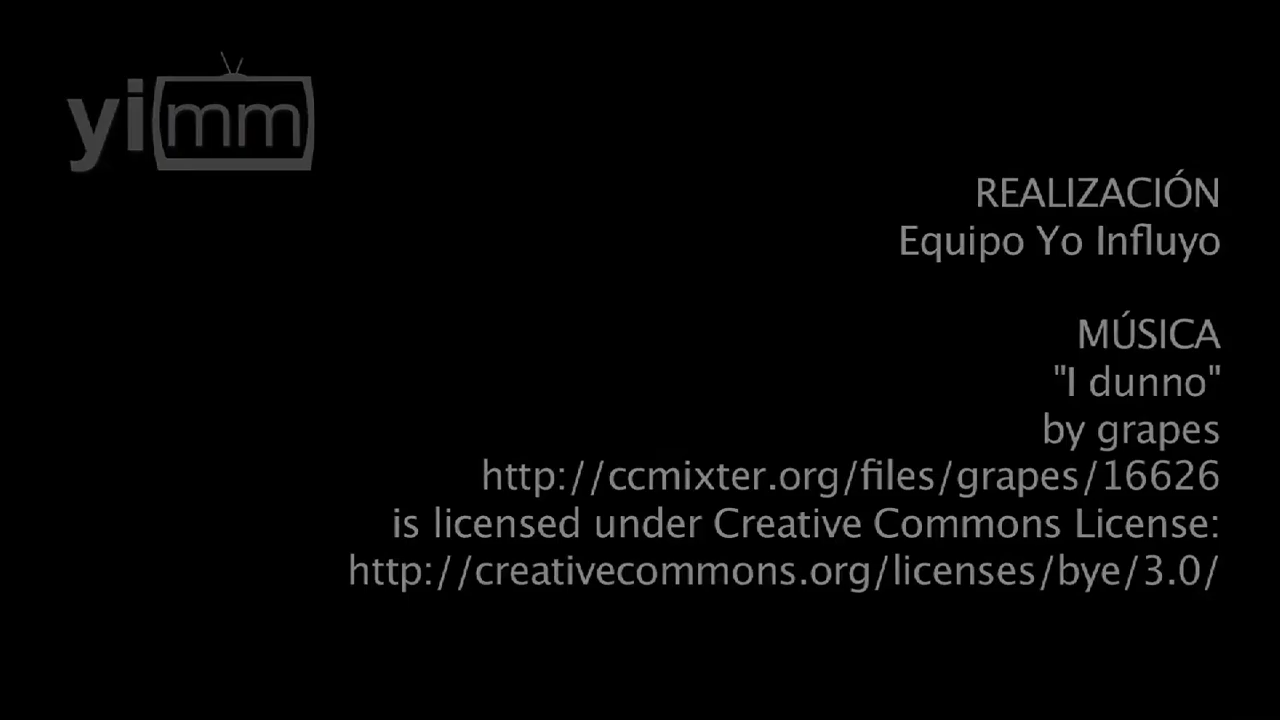 yimm
REALIZACIÓN
Equipo Yo Influyo
MÚSICA
"I dunno"
by grapes
http://ccmixter.org/files/grapes/16626
is licensed under Creative Commons License:
http://creativecommons.org/licenses/bye/3.0/